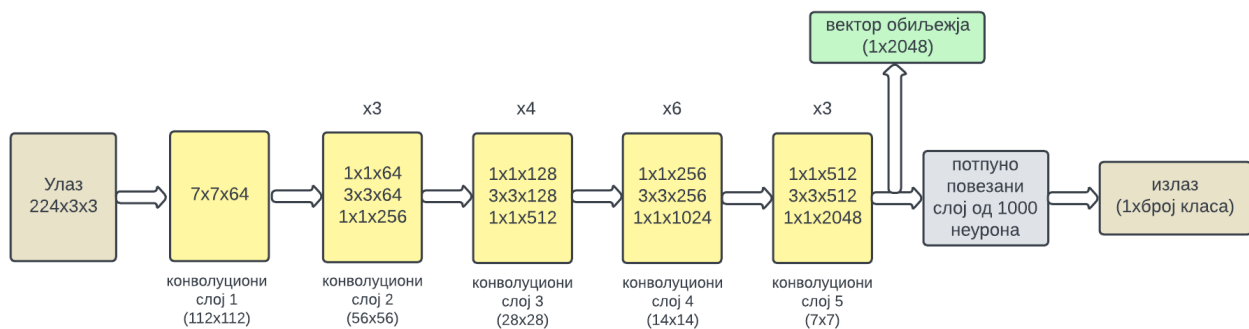 вектор обиљежја
(1x2048)
x3
x4
x6
x3
Улаз
224x3x3
7x7x64
1x1x64
3x3x64
1x1x256
1x1x128
3x3x128
1x1x512
1x1x256
3x3x256
1x1x1024
1x1x512
3x3x512
1x1x2048
потпуно
повезани
слој од 1000
неурона
излаз
(1xброј класа)
конволуциони
слој 1
(112x112)
конволуциони
слој 2
(56x56)
конволуциони
слој 3
(28x28)
конволуциони
слој 4
(14x14)
конволуциони
слој 5
(7x7)